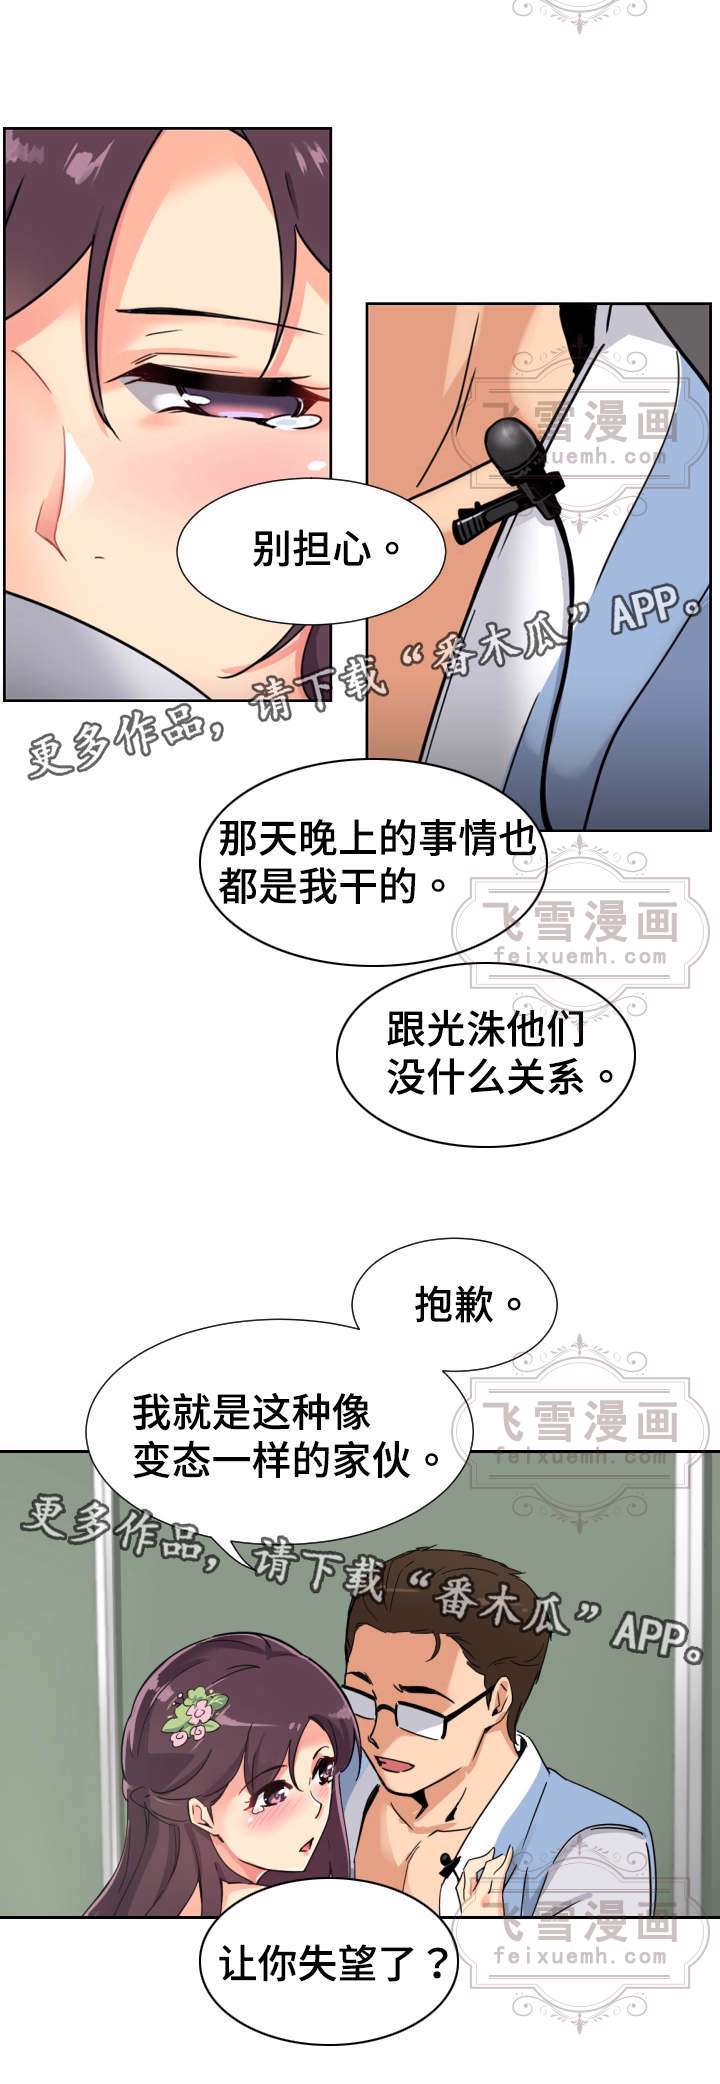 飞雪漫画
feixuemh.com
别担心。
更多作品，请下载“番木瓜”APP。
那天晚上的事情也
都是我干的。
飞雪漫画
feixuemh.com
跟光洙他们
没什么关系。
抱歉。
我就是这种像
变态一样的家伙。
飞雪漫画
feixuemh.com
更多作品，请下载“番木瓜”APP。
让你失望了？
飞雪漫画
feixuemh.com